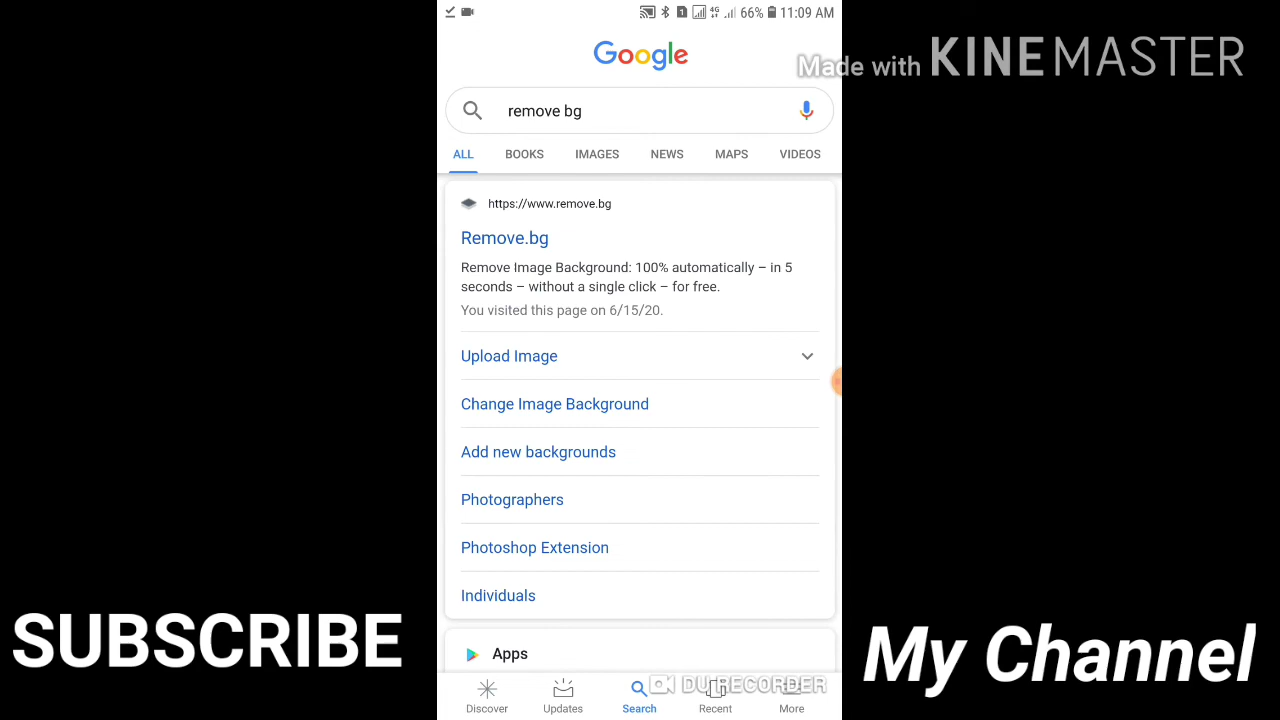 4G 66% 11:09 AM
Google
Made with KINEMASTER
remove bg
ALL BOOKS IMAGES NEWS MAPS VIDEOS
https://www.remove.bg
Remove.bg
Remove Image Background: 100% automatically – in 5
seconds – without a single click – for free.
You visited this page on 6/15/20.
Upload Image
Change Image Background
Add new backgrounds
Photographers
Photoshop Extension
Individuals
SUBSCRIBE
My Channel
Apps
DU RECORDER
Discover Updates Search Recent More